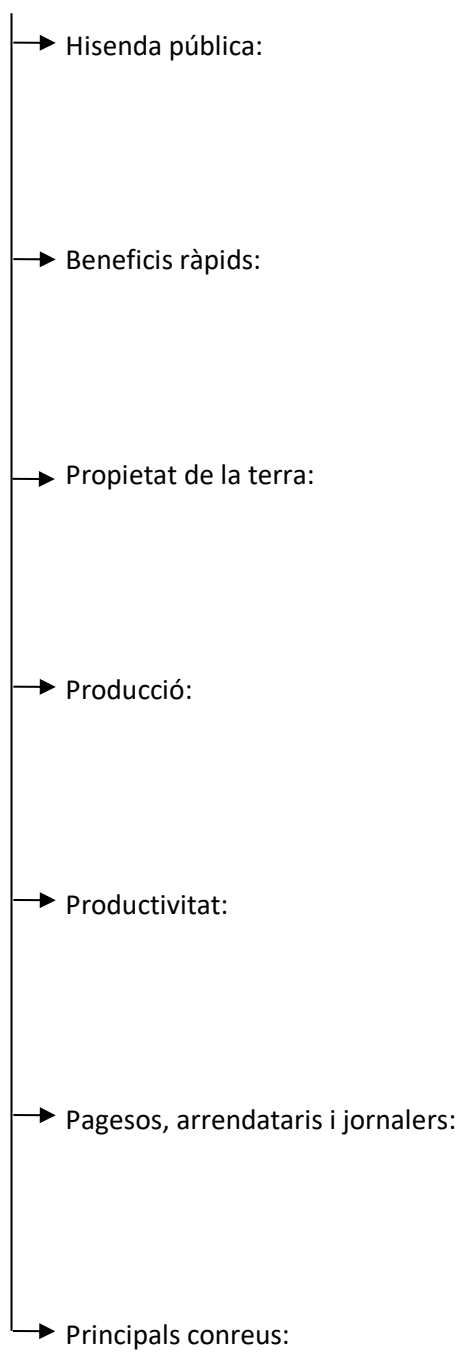 Hisenda pública:
Beneficis ràpids:
Propietat de la terra:
Producció:
Productivitat:
Pagesos, arrendataris i jornalers:
Principals conreus: